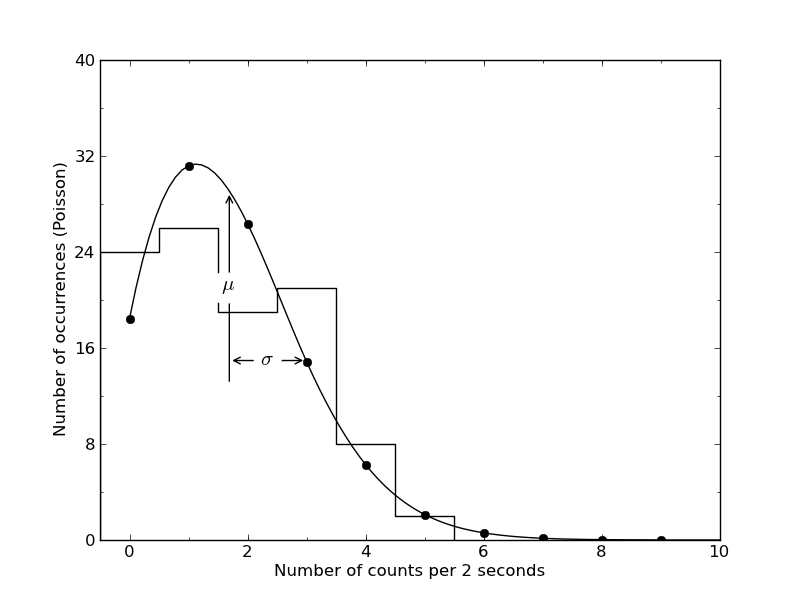 40
32
24
16
8
0
Number of occurrences (Poisson)
μ
σ
0 2 4 6 8 10
Number of counts per 2 seconds